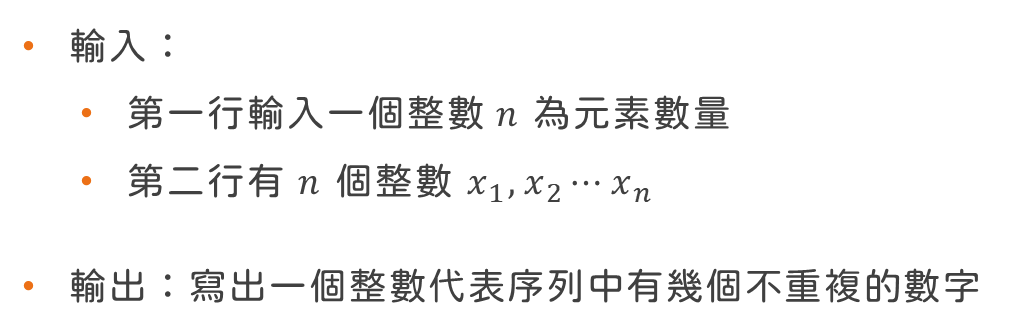 • 輸入：
• 第一行輸入一個整數 n 為元素數量
• 第二行有 n 個整數 x₁, x₂ ⋯ xₙ
• 輸出：寫出一個整數代表序列中有幾個不重複的數字